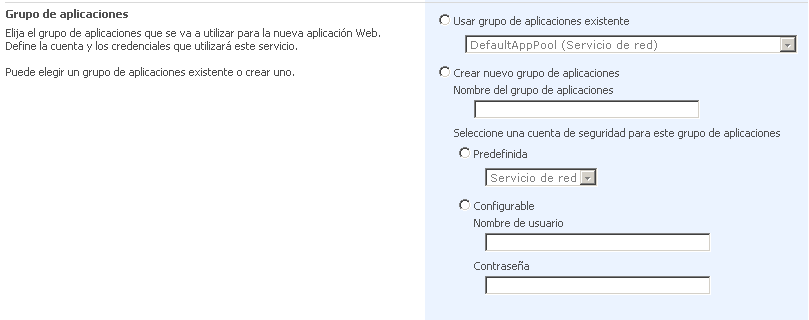 Grupo de aplicaciones
Elija el grupo de aplicaciones que se va a utilizar para la nueva aplicación Web.
Define la cuenta y los credenciales que utilizará este servicio.
Puede elegir un grupo de aplicaciones existente o crear uno.
Usar grupo de aplicaciones existente
DefaultAppPool (Servicio de red)
Crear nuevo grupo de aplicaciones
Nombre del grupo de aplicaciones
Seleccione una cuenta de seguridad para este grupo de aplicaciones
Predefinida
Servicio de red
Configurable
Nombre de usuario
Contraseña